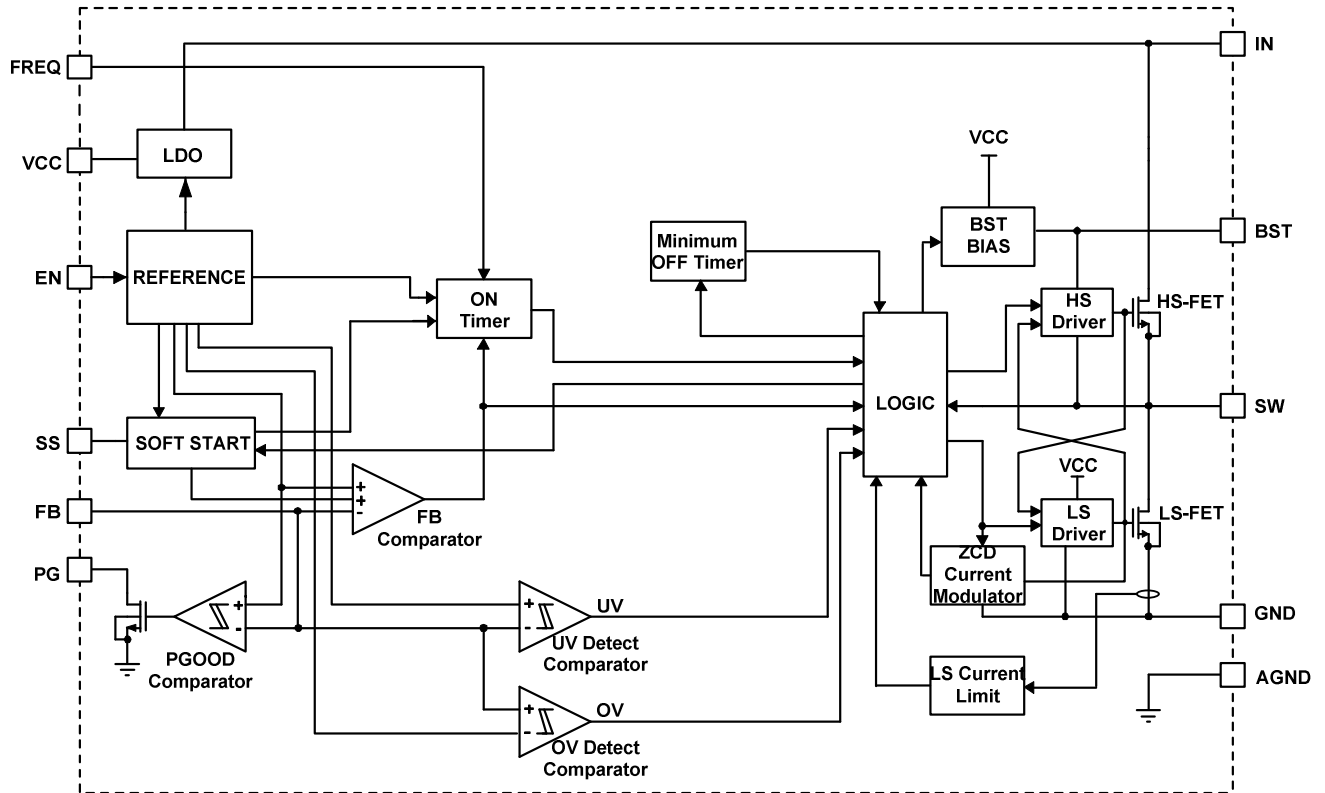 FREQ
IN
VCC
LDO
VCC
BST
BIAS
BST
Minimum
OFF Timer
EN
REFERENCE
ON
Timer
HS
Driver
HS-FET
LOGIC
SW
SS
SOFT START
VCC
FB
+
+
-
FB
Comparator
LS
Driver
LS-FET
PG
ZCD
Current
Modulator
+
-
PGOOD
Comparator
+
-
UV
UV Detect
Comparator
GND
LS Current
Limit
AGND
+
-
OV
OV Detect
Comparator